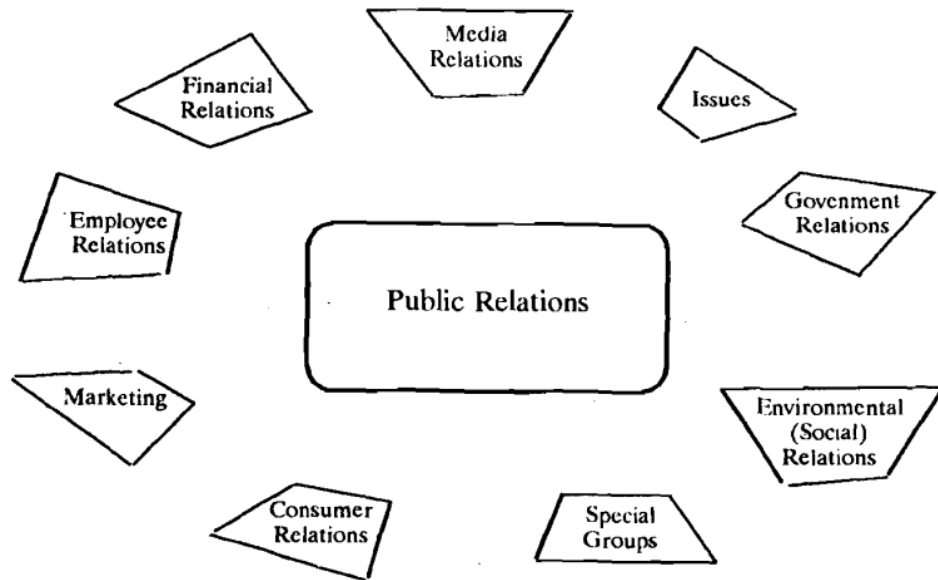 Media
Relations
Financial
Relations
Issues
Employee
Relations
Govenment
Relations
Public Relations
Marketing
Environmental
(Social)
Relations
Consumer
Relations
Special
Groups